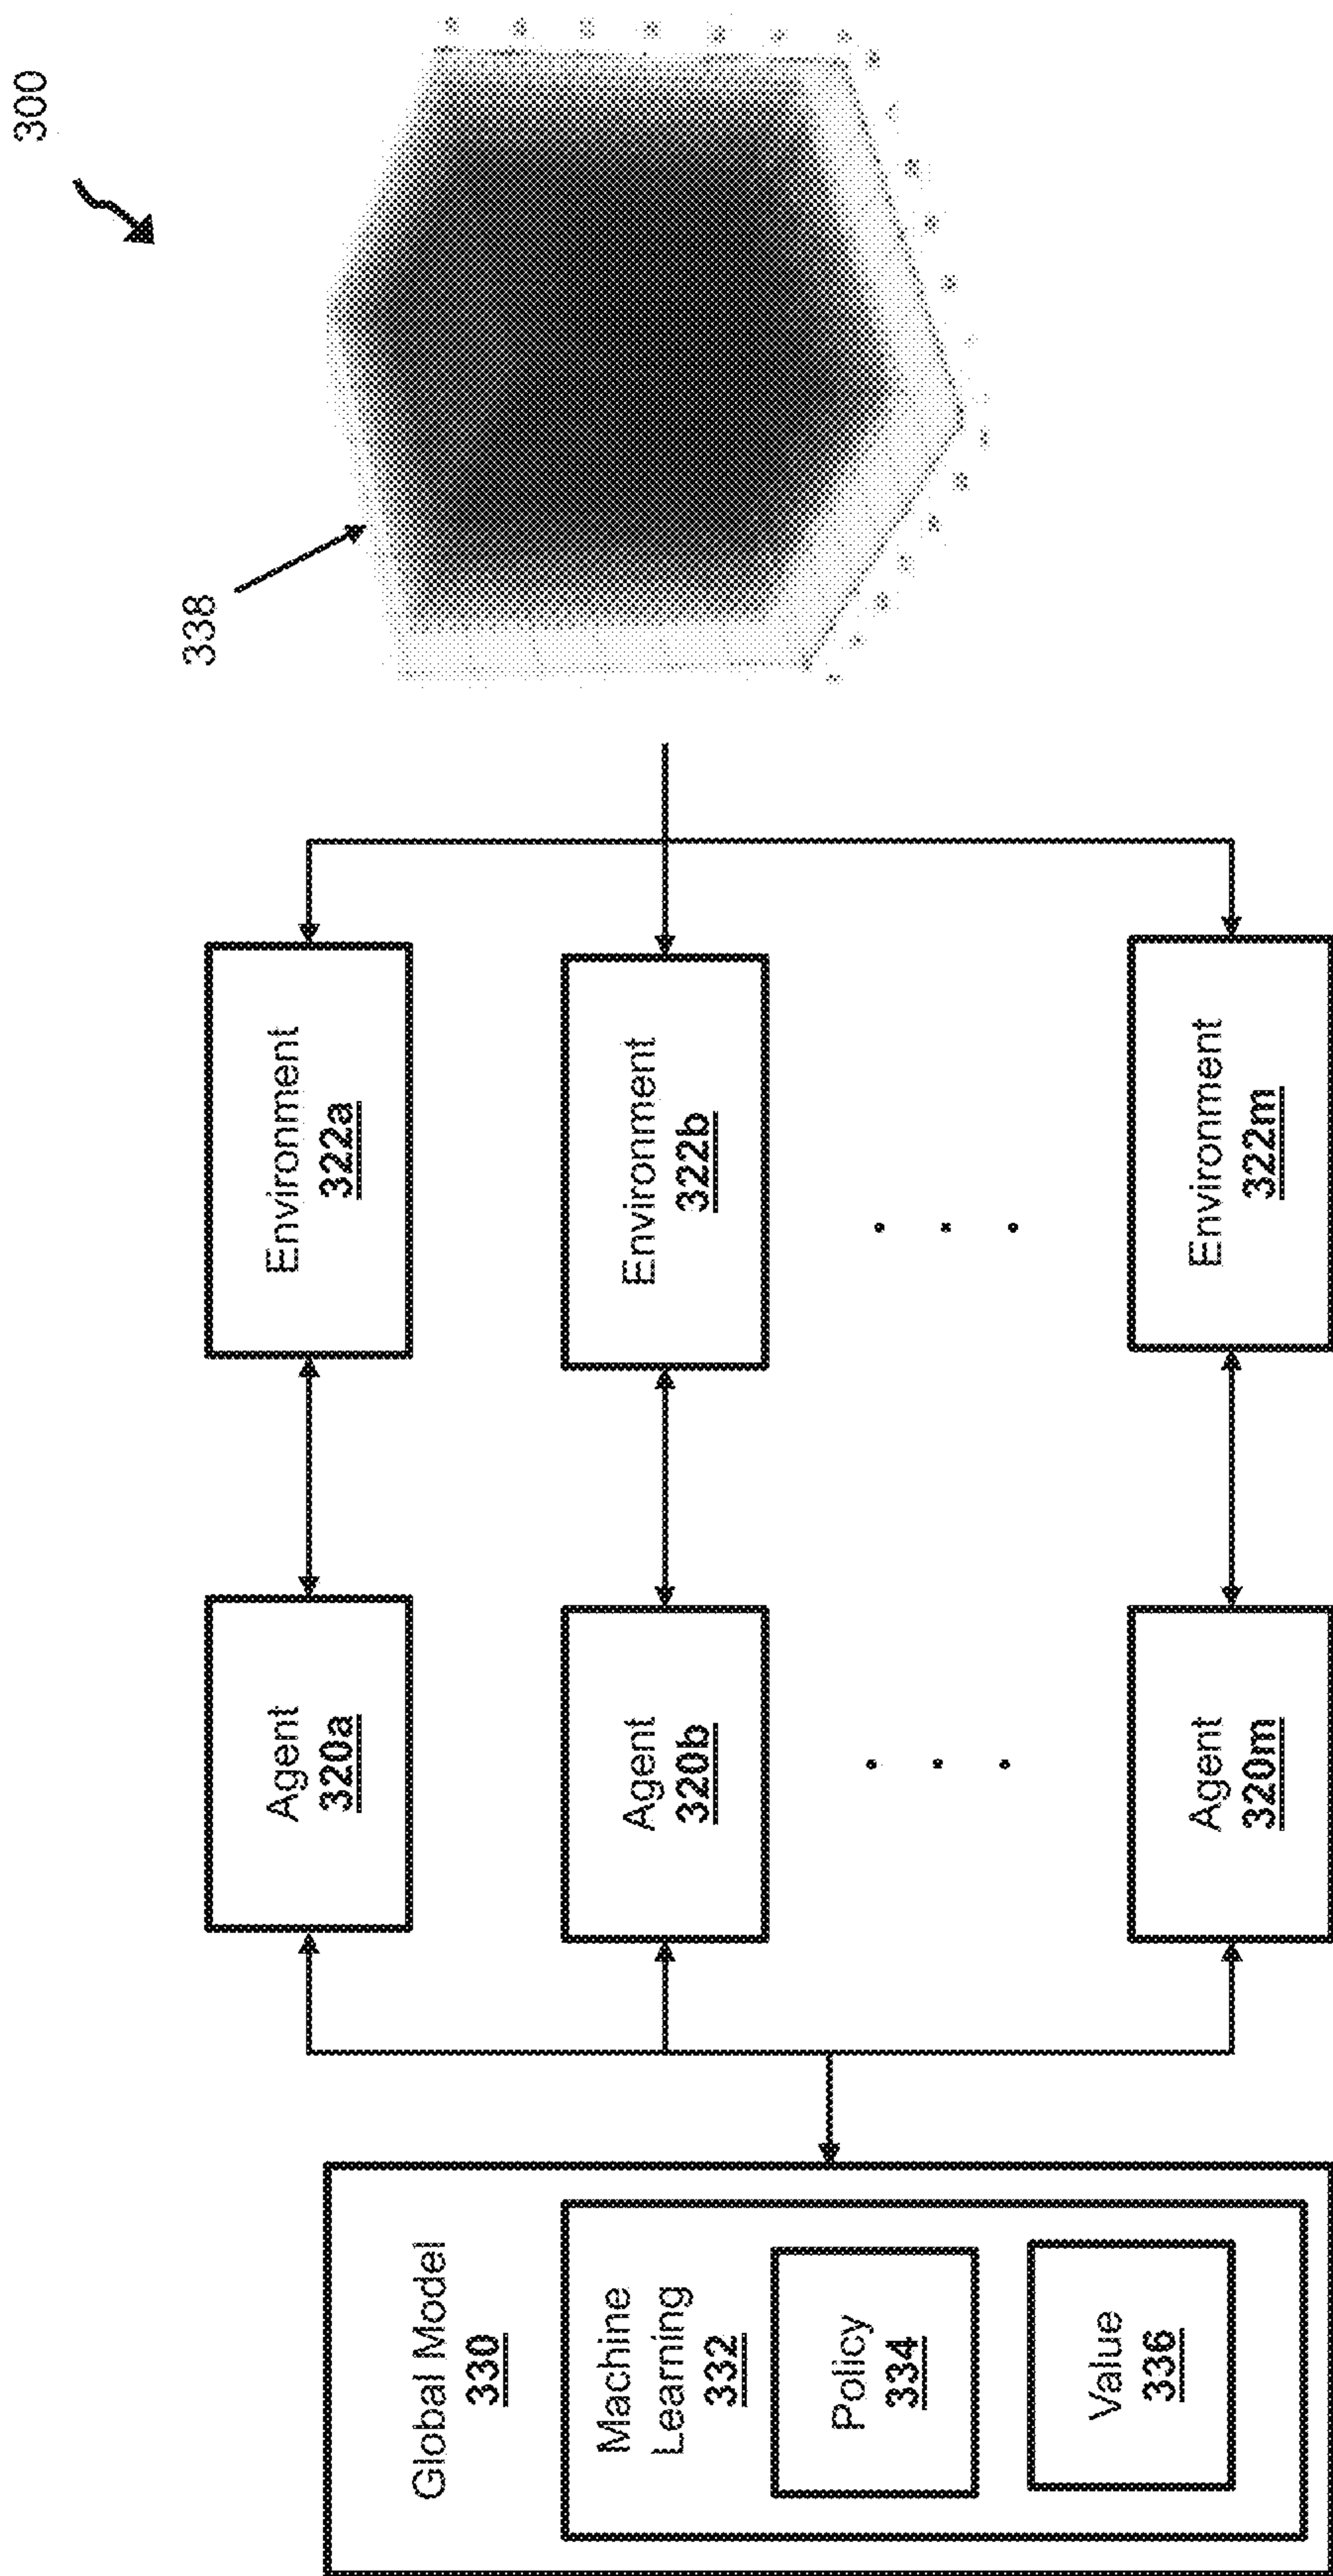 300
338
Global Model
330
Machine
Learning
332
Policy
334
Value
336
Agent
320a
Agent
320b
Agent
320m
Environment
322a
Environment
322b
Environment
322m